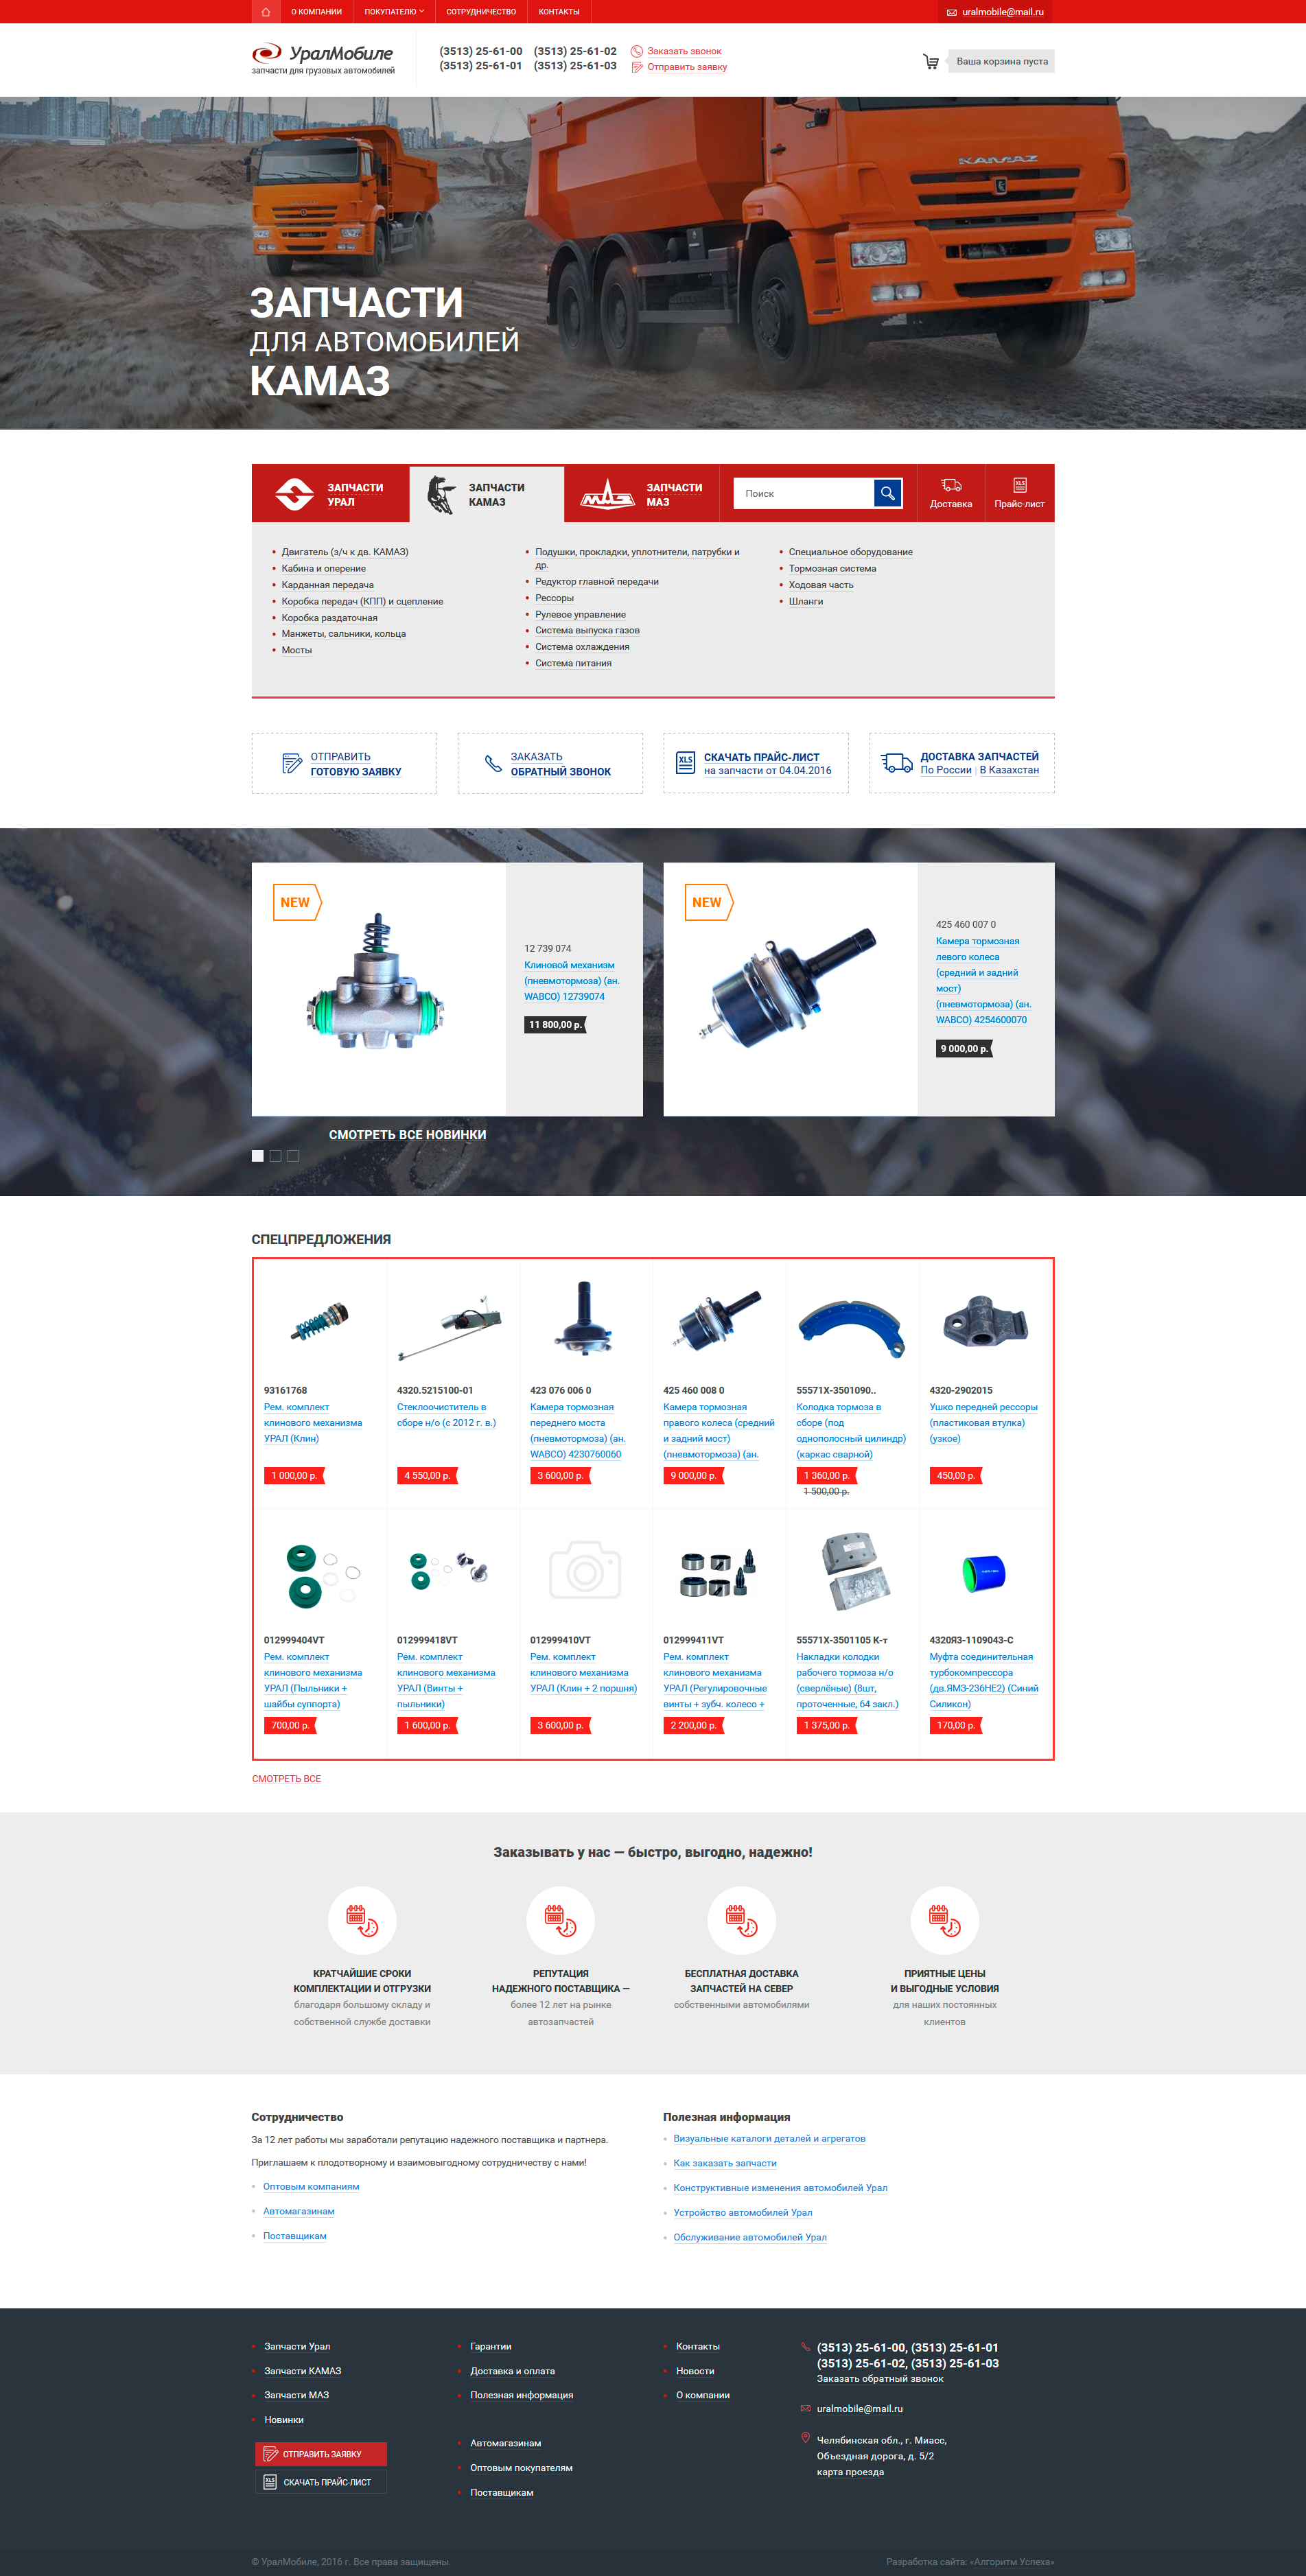 О КОМПАНИИ
ПОКУПАТЕЛЮ
СОТРУДНИЧЕСТВО
КОНТАКТЫ
uralmobile@mail.ru
УралМобиле
запчасти для грузовых автомобилей
(3513) 25-61-00 (3513) 25-61-02
(3513) 25-61-01 (3513) 25-61-03
Заказать звонок
Отправить заявку
Ваша корзина пуста
КАМАЗ
ЗАПЧАСТИ
ДЛЯ АВТОМОБИЛЕЙ
КАМАЗ
ЗАПЧАСТИ
УРАЛ
ЗАПЧАСТИ
КАМАЗ
МАЗ
ЗАПЧАСТИ
МАЗ
Поиск
Доставка
XLS
Прайс-лист
Двигатель (з/ч к дв. КАМАЗ)
Кабина и оперение
Карданная передача
Коробка передач (КПП) и сцепление
Коробка раздаточная
Манжеты, сальники, кольца
Мосты
Подушки, прокладки, уплотнители, патрубки и
др.
Редуктор главной передачи
Рессоры
Рулевое управление
Система выпуска газов
Система охлаждения
Система питания
Специальное оборудование
Тормозная система
Ходовая часть
Шланги
ОТПРАВИТЬ
ГОТОВУЮ ЗАЯВКУ
ЗАКАЗАТЬ
ОБРАТНЫЙ ЗВОНОК
XLS
СКАЧАТЬ ПРАЙС-ЛИСТ
на запчасти от 04.04.2016
ДОСТАВКА ЗАПЧАСТЕЙ
По России | В Казахстан
NEW
12 739 074
Клиновой механизм
(пневмотормоза) (ан.
WABCO) 12739074
11 800,00 р.
NEW
425 460 007 0
Камера тормозная
левого колеса
(средний и задний
мост)
(пневмотормоза) (ан.
WABCO) 4254600070
9 000,00 р.
СМОТРЕТЬ ВСЕ НОВИНКИ
СПЕЦПРЕДЛОЖЕНИЯ
93161768
Рем. комплект
клинового механизма
УРАЛ (Клин)
1 000,00 р.
4320.5215100-01
Стеклоочиститель в
сборе н/о (с 2012 г. в.)
4 550,00 р.
423 076 006 0
Камера тормозная
переднего моста
(пневмотормоза) (ан.
WABCO) 4230760060
3 600,00 р.
425 460 008 0
Камера тормозная
правого колеса (средний
и задний мост)
(пневмотормоза) (ан.
9 000,00 р.
55571Х-3501090..
Колодка тормоза в
сборе (под
однополосный цилиндр)
(каркас сварной)
1 360,00 р.
1 500,00 р.
4320-2902015
Ушко передней рессоры
(пластиковая втулка)
(узкое)
450,00 р.
012999404VT
Рем. комплект
клинового механизма
УРАЛ (Пыльники +
шайбы суппорта)
700,00 р.
012999418VT
Рем. комплект
клинового механизма
УРАЛ (Винты +
пыльники)
1 600,00 р.
012999410VT
Рем. комплект
клинового механизма
УРАЛ (Клин + 2 поршня)
3 600,00 р.
012999411VT
Рем. комплект
клинового механизма
УРАЛ (Регулировочные
винты + зубч. колесо +
2 200,00 р.
55571Х-3501105 К-т
Накладки колодки
рабочего тормоза н/о
(сверлёные) (8шт,
проточенные, 64 закл.)
1 375,00 р.
4320ЯЗ-1109043-С
Муфта соединительная
турбокомпрессора
(дв.ЯМЗ-236НЕ2) (Синий
Силикон)
170,00 р.
СМОТРЕТЬ ВСЕ
Заказывать у нас — быстро, выгодно, надежно!
КРАТЧАЙШИЕ СРОКИ
КОМПЛЕКТАЦИИ И ОТГРУЗКИ
благодаря большому складу и
собственной службе доставки
РЕПУТАЦИЯ
НАДЕЖНОГО ПОСТАВЩИКА —
более 12 лет на рынке
автозапчастей
БЕСПЛАТНАЯ ДОСТАВКА
ЗАПЧАСТЕЙ НА СЕВЕР
собственными автомобилями
ПРИЯТНЫЕ ЦЕНЫ
И ВЫГОДНЫЕ УСЛОВИЯ
для наших постоянных
клиентов
Сотрудничество
За 12 лет работы мы заработали репутацию надежного поставщика и партнера.
Приглашаем к плодотворному и взаимовыгодному сотрудничеству с нами!
Оптовым компаниям
Автомагазинам
Поставщикам
Полезная информация
Визуальные каталоги деталей и агрегатов
Как заказать запчасти
Конструктивные изменения автомобилей Урал
Устройство автомобилей Урал
Обслуживание автомобилей Урал
Запчасти Урал
Запчасти КАМАЗ
Запчасти МАЗ
Новинки
ОТПРАВИТЬ ЗАЯВКУ
XLS
СКАЧАТЬ ПРАЙС-ЛИСТ
Гарантии
Доставка и оплата
Полезная информация
Автомагазинам
Оптовым покупателям
Поставщикам
Контакты
Новости
О компании
(3513) 25-61-00, (3513) 25-61-01
(3513) 25-61-02, (3513) 25-61-03
Заказать обратный звонок
uralmobile@mail.ru
Челябинская обл., г. Миасс,
Объездная дорога, д. 5/2
карта проезда
© УралМобиле, 2016 г. Все права защищены.
Разработка сайта: «Алгоритм Успеха»